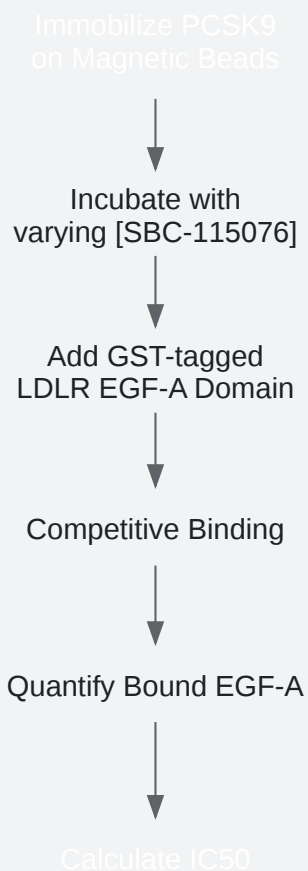 Immobilize PCSK9
on Magnetic Beads
Incubate with
varying [SBC-115076]
Add GST-tagged
LDLR EGF-A Domain
Competitive Binding
Quantify Bound EGF-A
Calculate IC50